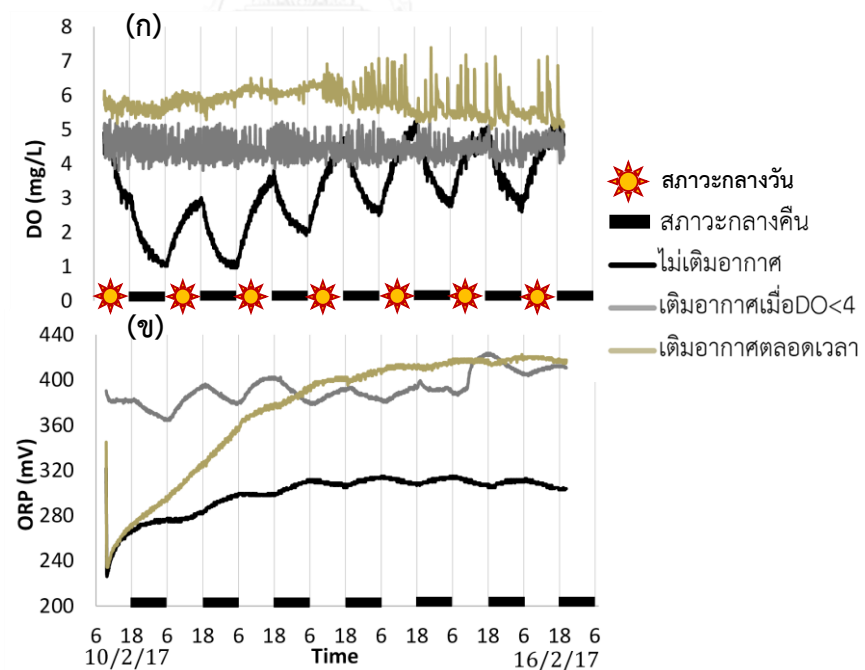 (ก)
8
7
6
5
4
3
2
1
0
DO (mg/L)
สภาวะกลางวัน
สภาวะกลางคืน
ไม่เติมอากาศ
เติมอากาศเมื่อDO<4
เติมอากาศตลอดเวลา
(ข)
440
400
360
320
280
240
200
ORP (mV)
6 18 6 18 6 18 6 18 6 18 6 18 6 18 6
10/2/17 Time 16/2/17